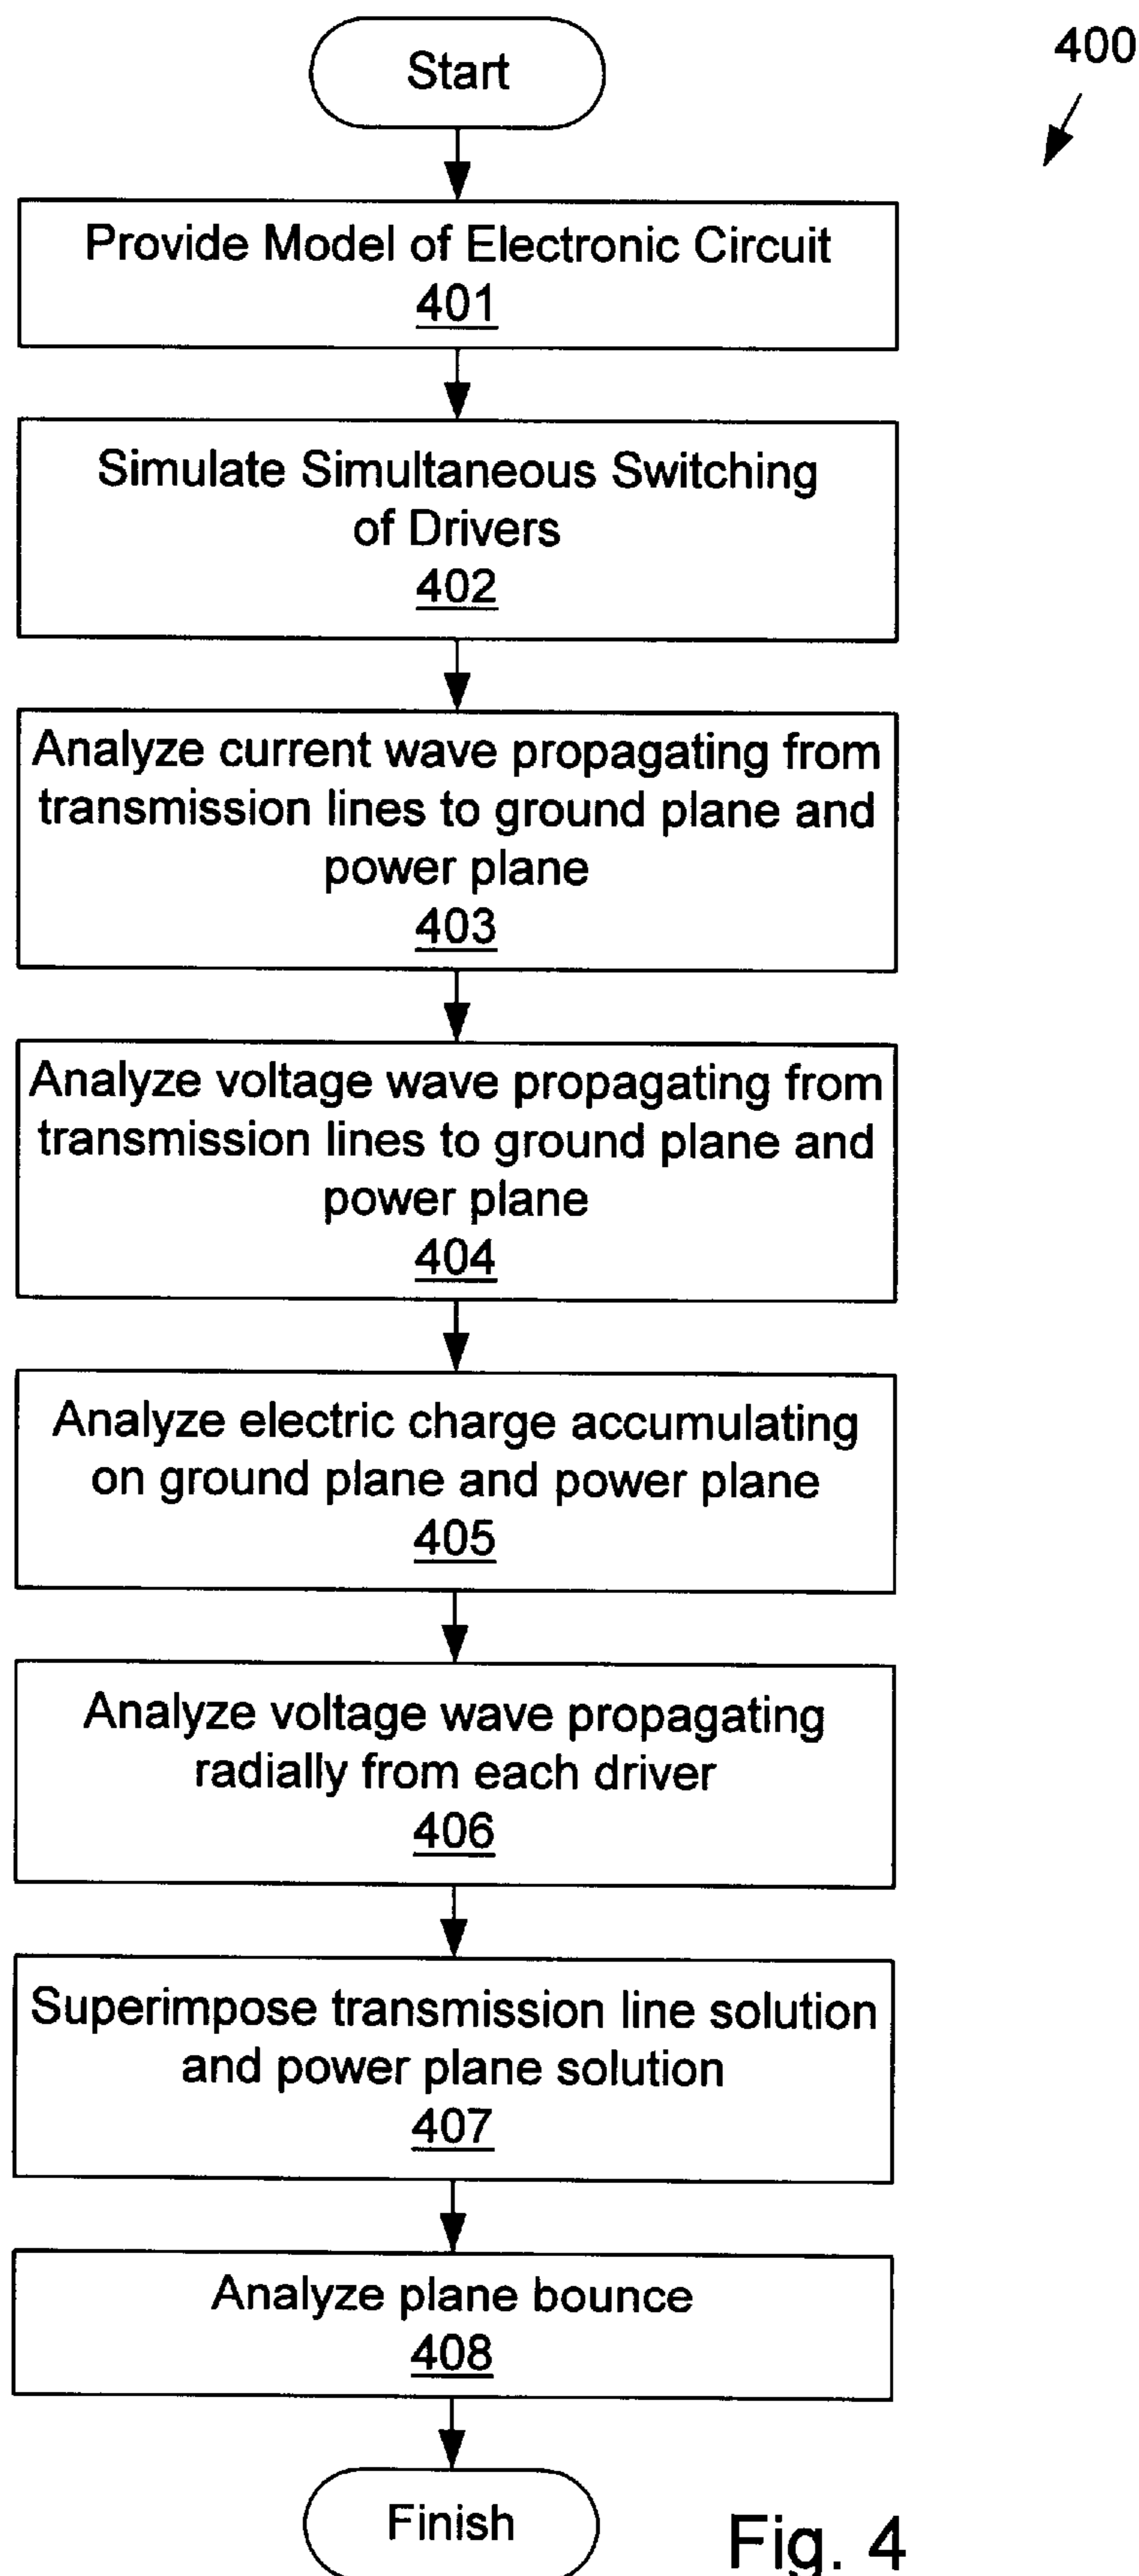 Start
400
Provide Model of Electronic Circuit
401
Simulate Simultaneous Switching
of Drivers
402
Analyze current wave propagating from
transmission lines to ground plane and
power plane
403
Analyze voltage wave propagating from
transmission lines to ground plane and
power plane
404
Analyze electric charge accumulating
on ground plane and power plane
405
Analyze voltage wave propagating
radially from each driver
406
Superimpose transmission line solution
and power plane solution
407
Analyze plane bounce
408
Finish
Fig. 4